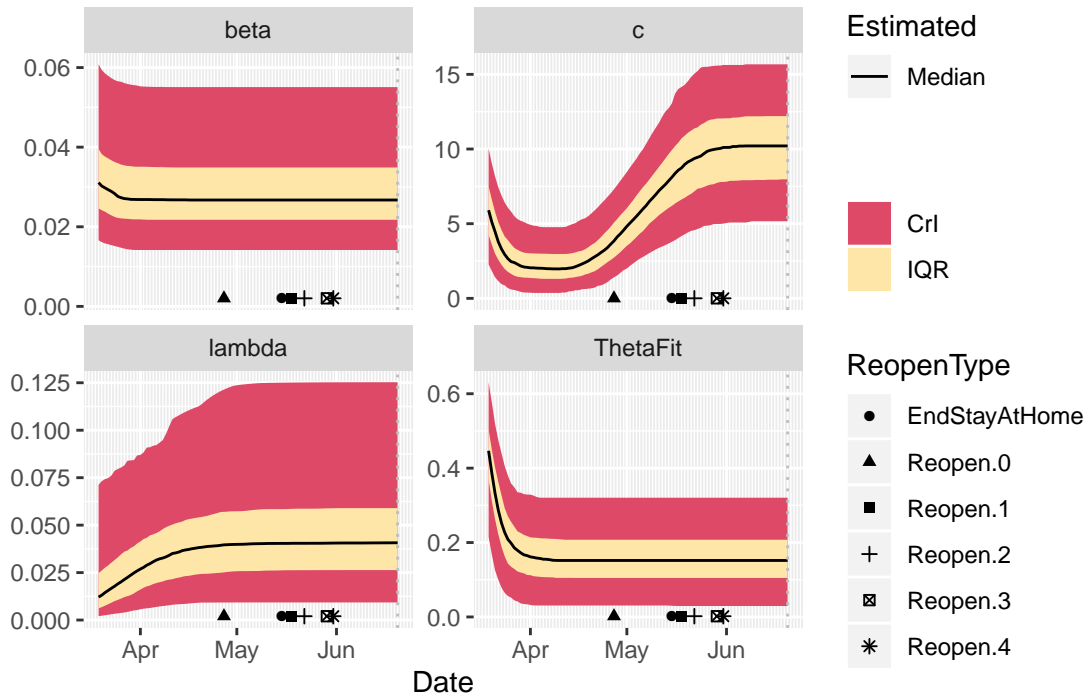 beta
0.06
0.04
0.02
0.00
c
15
10
5
0
lambda
0.125
0.100
0.075
0.050
0.025
0.000
Apr
May
Jun
ThetaFit
0.6
0.4
0.2
0.0
Apr
May
Jun
Date
Estimated
Median
CrI
IQR
ReopenType
EndStayAtHome
Reopen.0
Reopen.1
Reopen.2
Reopen.3
Reopen.4